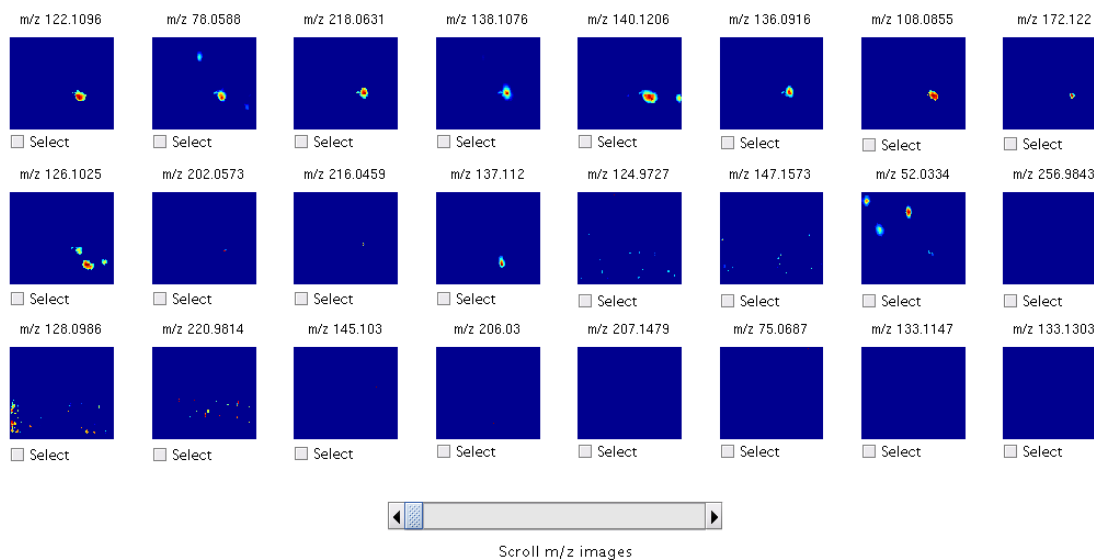 m/z 122.1096 m/z 78.0588 m/z 218.0631 m/z 138.1076 m/z 140.1206 m/z 136.0916 m/z 108.0855 m/z 172.122
Select Select Select Select Select Select Select Select
m/z 126.1025 m/z 202.0573 m/z 216.0459 m/z 137.112 m/z 124.9727 m/z 147.1573 m/z 52.0334 m/z 256.9843
Select Select Select Select Select Select Select Select
m/z 128.0986 m/z 220.9814 m/z 145.103 m/z 206.03 m/z 207.1479 m/z 75.0687 m/z 133.1147 m/z 133.1303
Select Select Select Select Select Select Select Select
Scroll m/z images